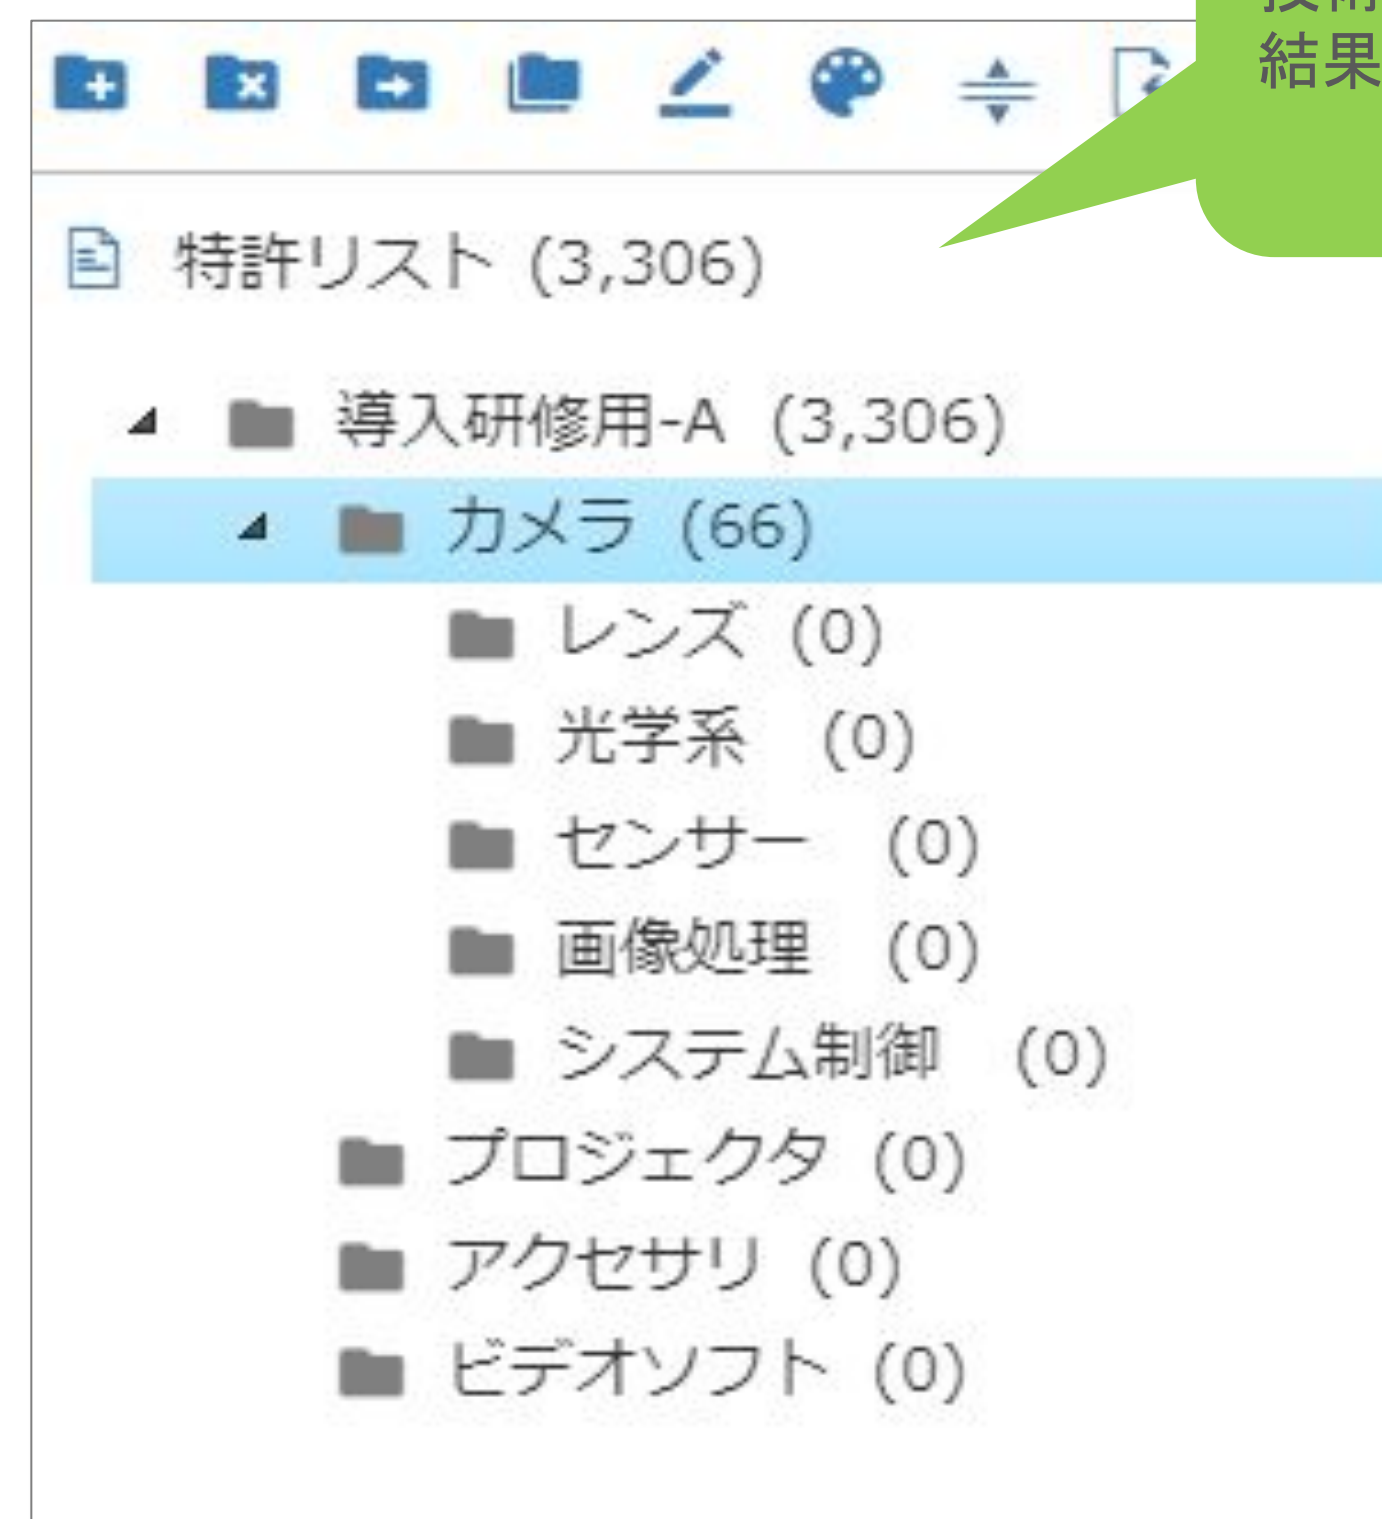 結果
特許リスト (3,306)
導入研修用-A (3,306)
カメラ (66)
レンズ (0)
光学系 (0)
センサー (0)
画像処理 (0)
システム制御 (0)
プロジェクタ (0)
アクセサリ (0)
ビデオソフト (0)